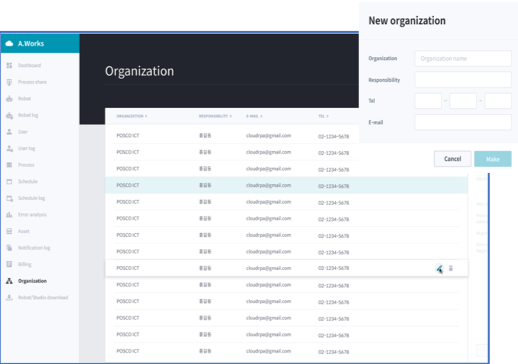 New organization
Organization Organization name
Responsibility
Tel - -
E-mail
Cancel Make
A.Works
Dashboard
Process store
Robot
Robot log
User
User log
Process
Schedule
Schedule log
Error analysis
Asset
Notification log
Billing
Organization
Robot/Studio download
Organization
ORGANIZATION RESPONSIBILITY E-MAIL TEL
POSCO ICT 홍길동 cloudrpa@gmail.com 02-1234-5678
POSCO ICT 홍길동 cloudrpa@gmail.com 02-1234-5678
POSCO ICT 홍길동 cloudrpa@gmail.com 02-1234-5678
POSCO ICT 홍길동 cloudrpa@gmail.com 02-1234-5678
POSCO ICT 홍길동 cloudrpa@gmail.com 02-1234-5678
POSCO ICT 홍길동 cloudrpa@gmail.com 02-1234-5678
POSCO ICT 홍길동 cloudrpa@gmail.com 02-1234-5678
POSCO ICT 홍길동 cloudrpa@gmail.com 02-1234-5678
POSCO ICT 홍길동 cloudrpa@gmail.com 02-1234-5678
POSCO ICT 홍길동 cloudrpa@gmail.com 02-1234-5678
POSCO ICT 홍길동 cloudrpa@gmail.com 02-1234-5678
POSCO ICT 홍길동 cloudrpa@gmail.com 02-1234-5678
POSCO ICT 홍길동 cloudrpa@gmail.com 02-1234-5678
POSCO ICT 홍길동 cloudrpa@gmail.com 02-1234-5678